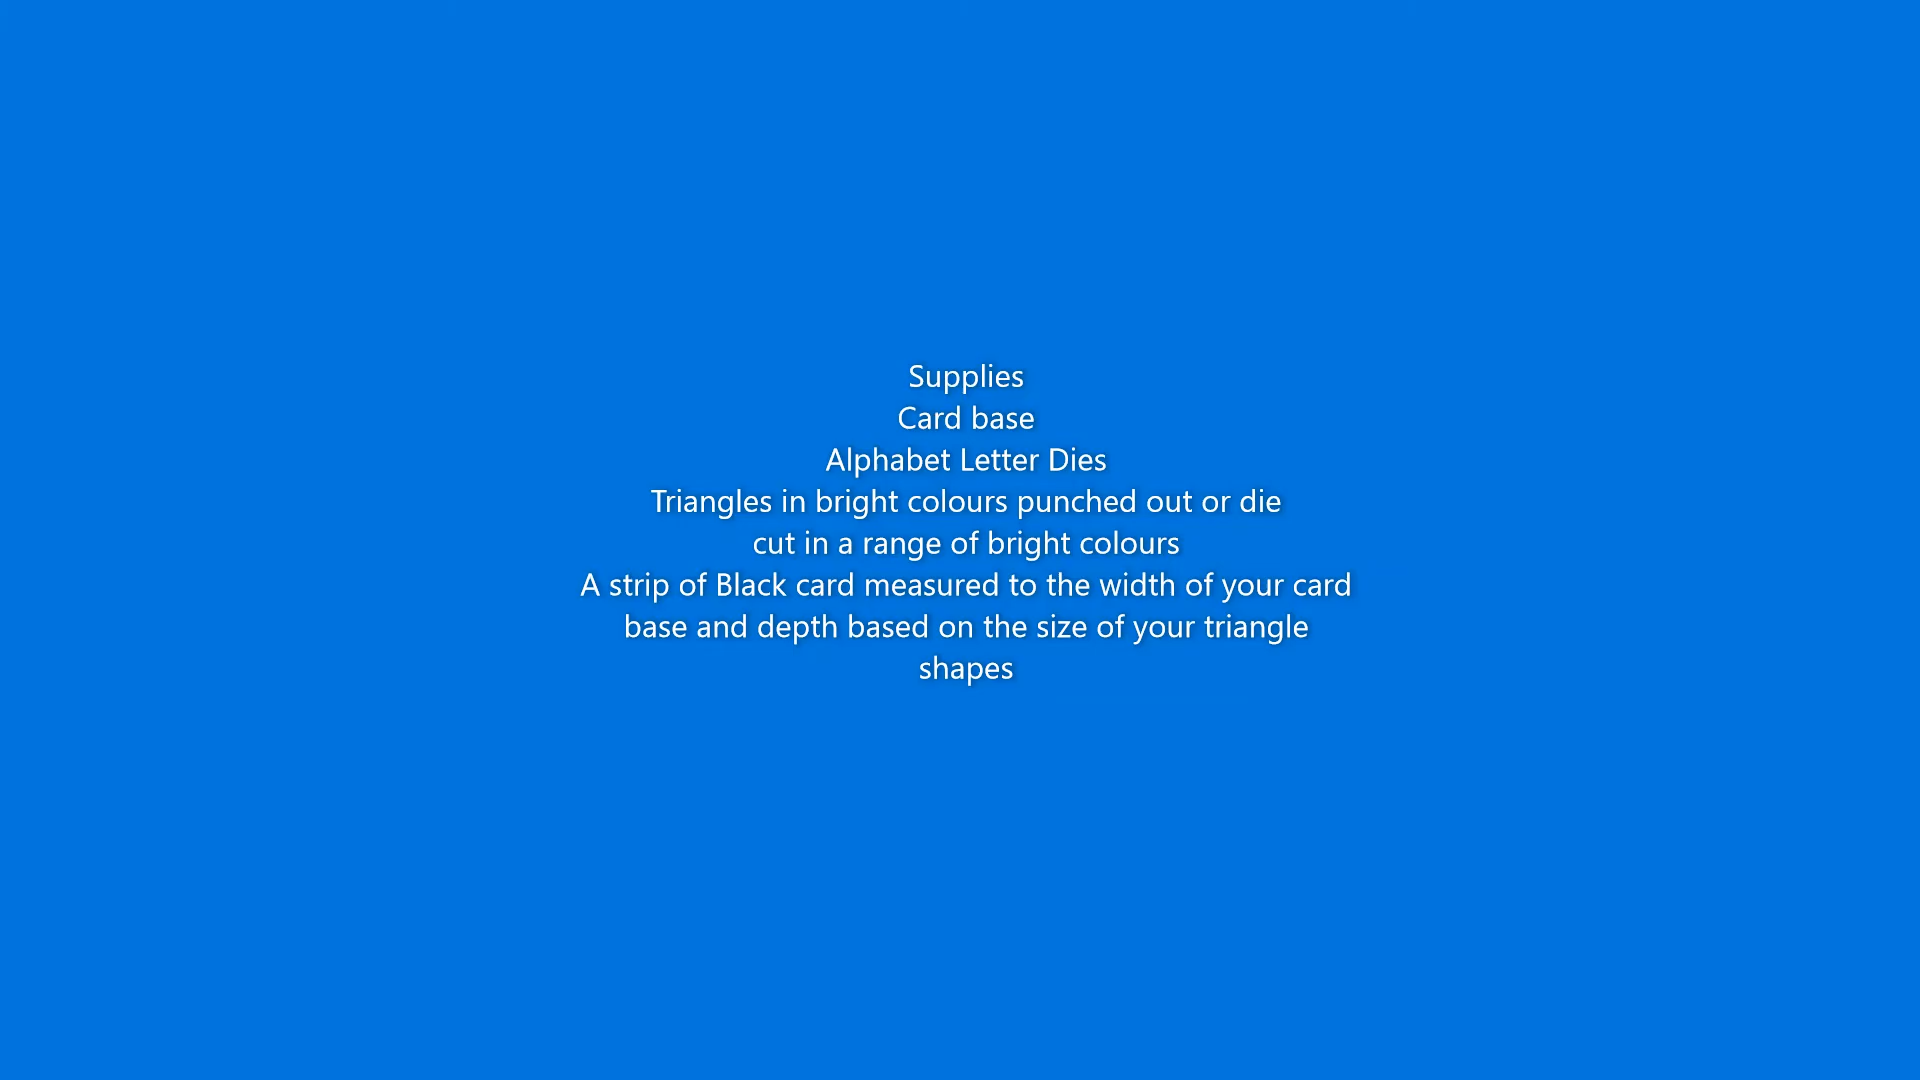 Supplies
Card base
Alphabet Letter Dies
Triangles in bright colours punched out or die
cut in a range of bright colours
A strip of Black card measured to the width of your card
base and depth based on the size of your triangle
shapes